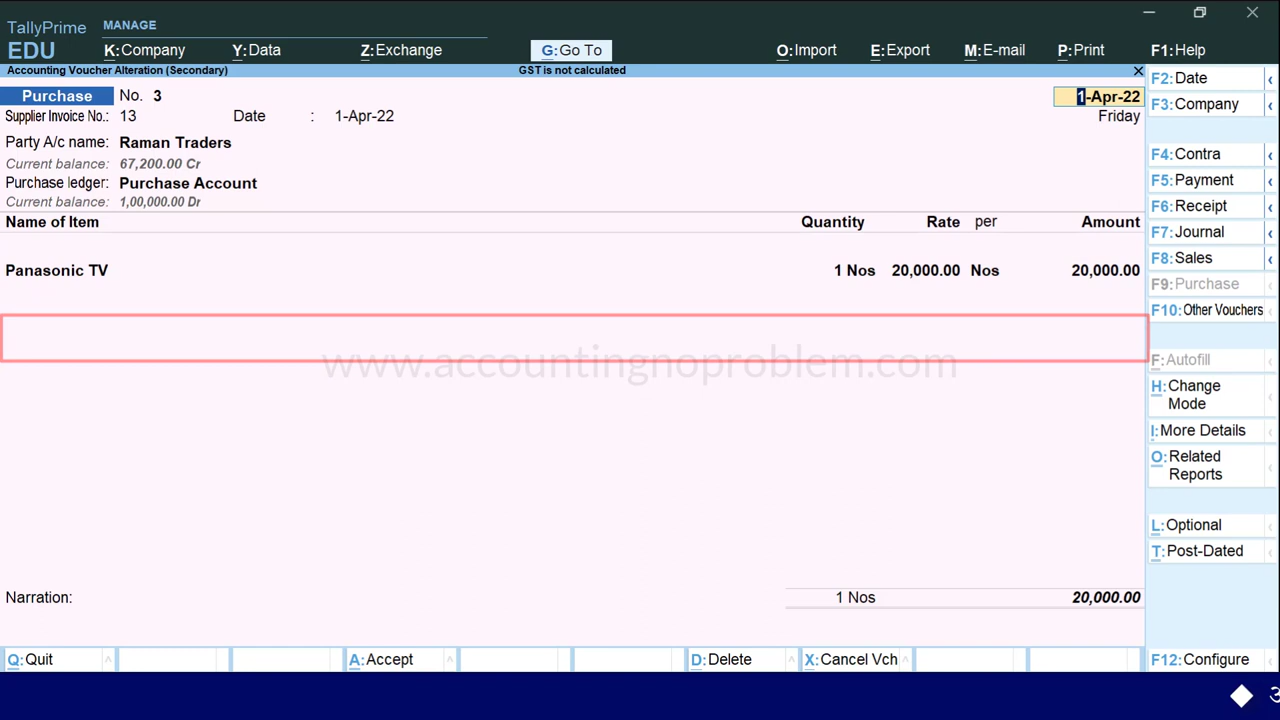 TallyPrime MANAGE
EDU K:Company Y:Data Z:Exchange G:Go To O:Import E:Export M:E-mail P:Print F1:Help
Accounting Voucher Alteration (Secondary) GST is not calculated
Purchase No. 3 1-Apr-22
Supplier Invoice No.: 13 Date : 1-Apr-22 Friday
Party A/c name: Raman Traders
Current balance: 67,200.00 Cr
Purchase ledger: Purchase Account
Current balance: 1,00,000.00 Dr
Name of Item Quantity Rate per Amount
Panasonic TV 1 Nos 20,000.00 Nos 20,000.00
www.accountingnoproblem.com
Narration: 1 Nos 20,000.00
F2:Date
F3:Company
F4:Contra
F5:Payment
F6:Receipt
F7:Journal
F8:Sales
F9:Purchase
F10:Other Vouchers
F:Autofill
H:Change
Mode
I:More Details
O:Related
Reports
L:Optional
T:Post-Dated
Q:Quit A:Accept D:Delete X:Cancel Vch F12:Configure